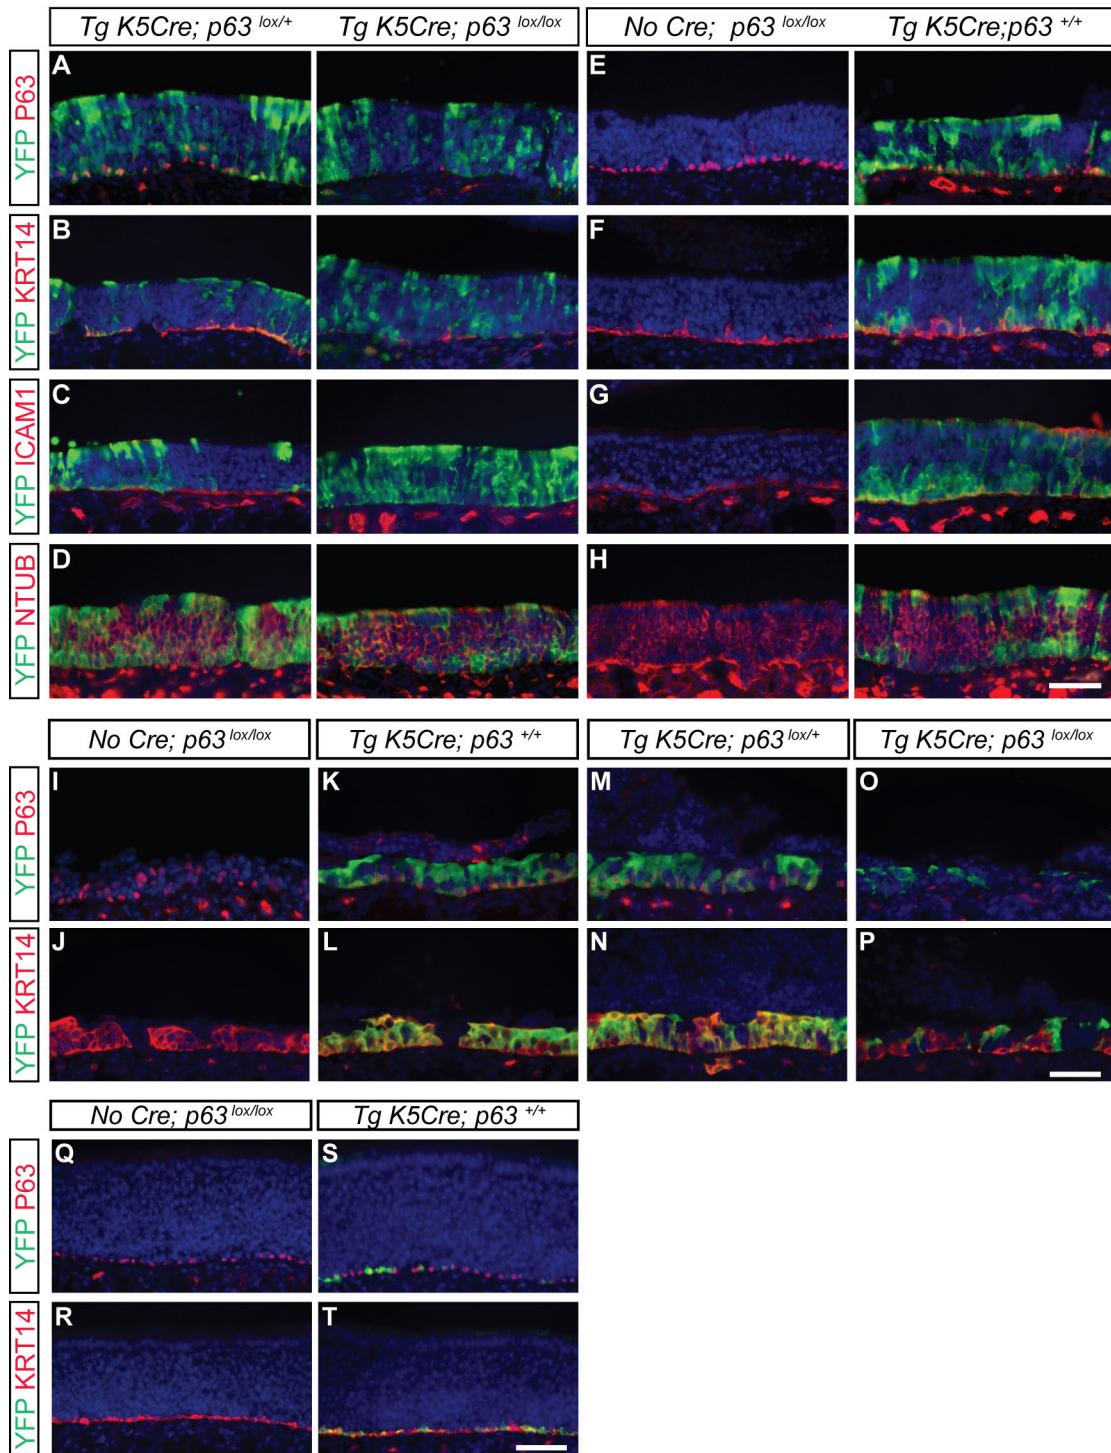 Tg K5Cre; p63 lox/+
Tg K5Cre; p63 lox/lox
No Cre; p63 lox/lox
Tg K5Cre;p63 +/+
YFP P63
A
E
YFP KRT14
B
F
YFP ICAM1
C
G
YFP NTUB
D
H
No Cre; p63 lox/lox
Tg K5Cre; p63 +/+
Tg K5Cre; p63 lox/+
Tg K5Cre; p63 lox/lox
YFP P63
I
K
M
O
YFP KRT14
J
L
N
P
No Cre; p63 lox/lox
Tg K5Cre; p63 +/+
YFP P63
Q
S
YFP KRT14
R
T